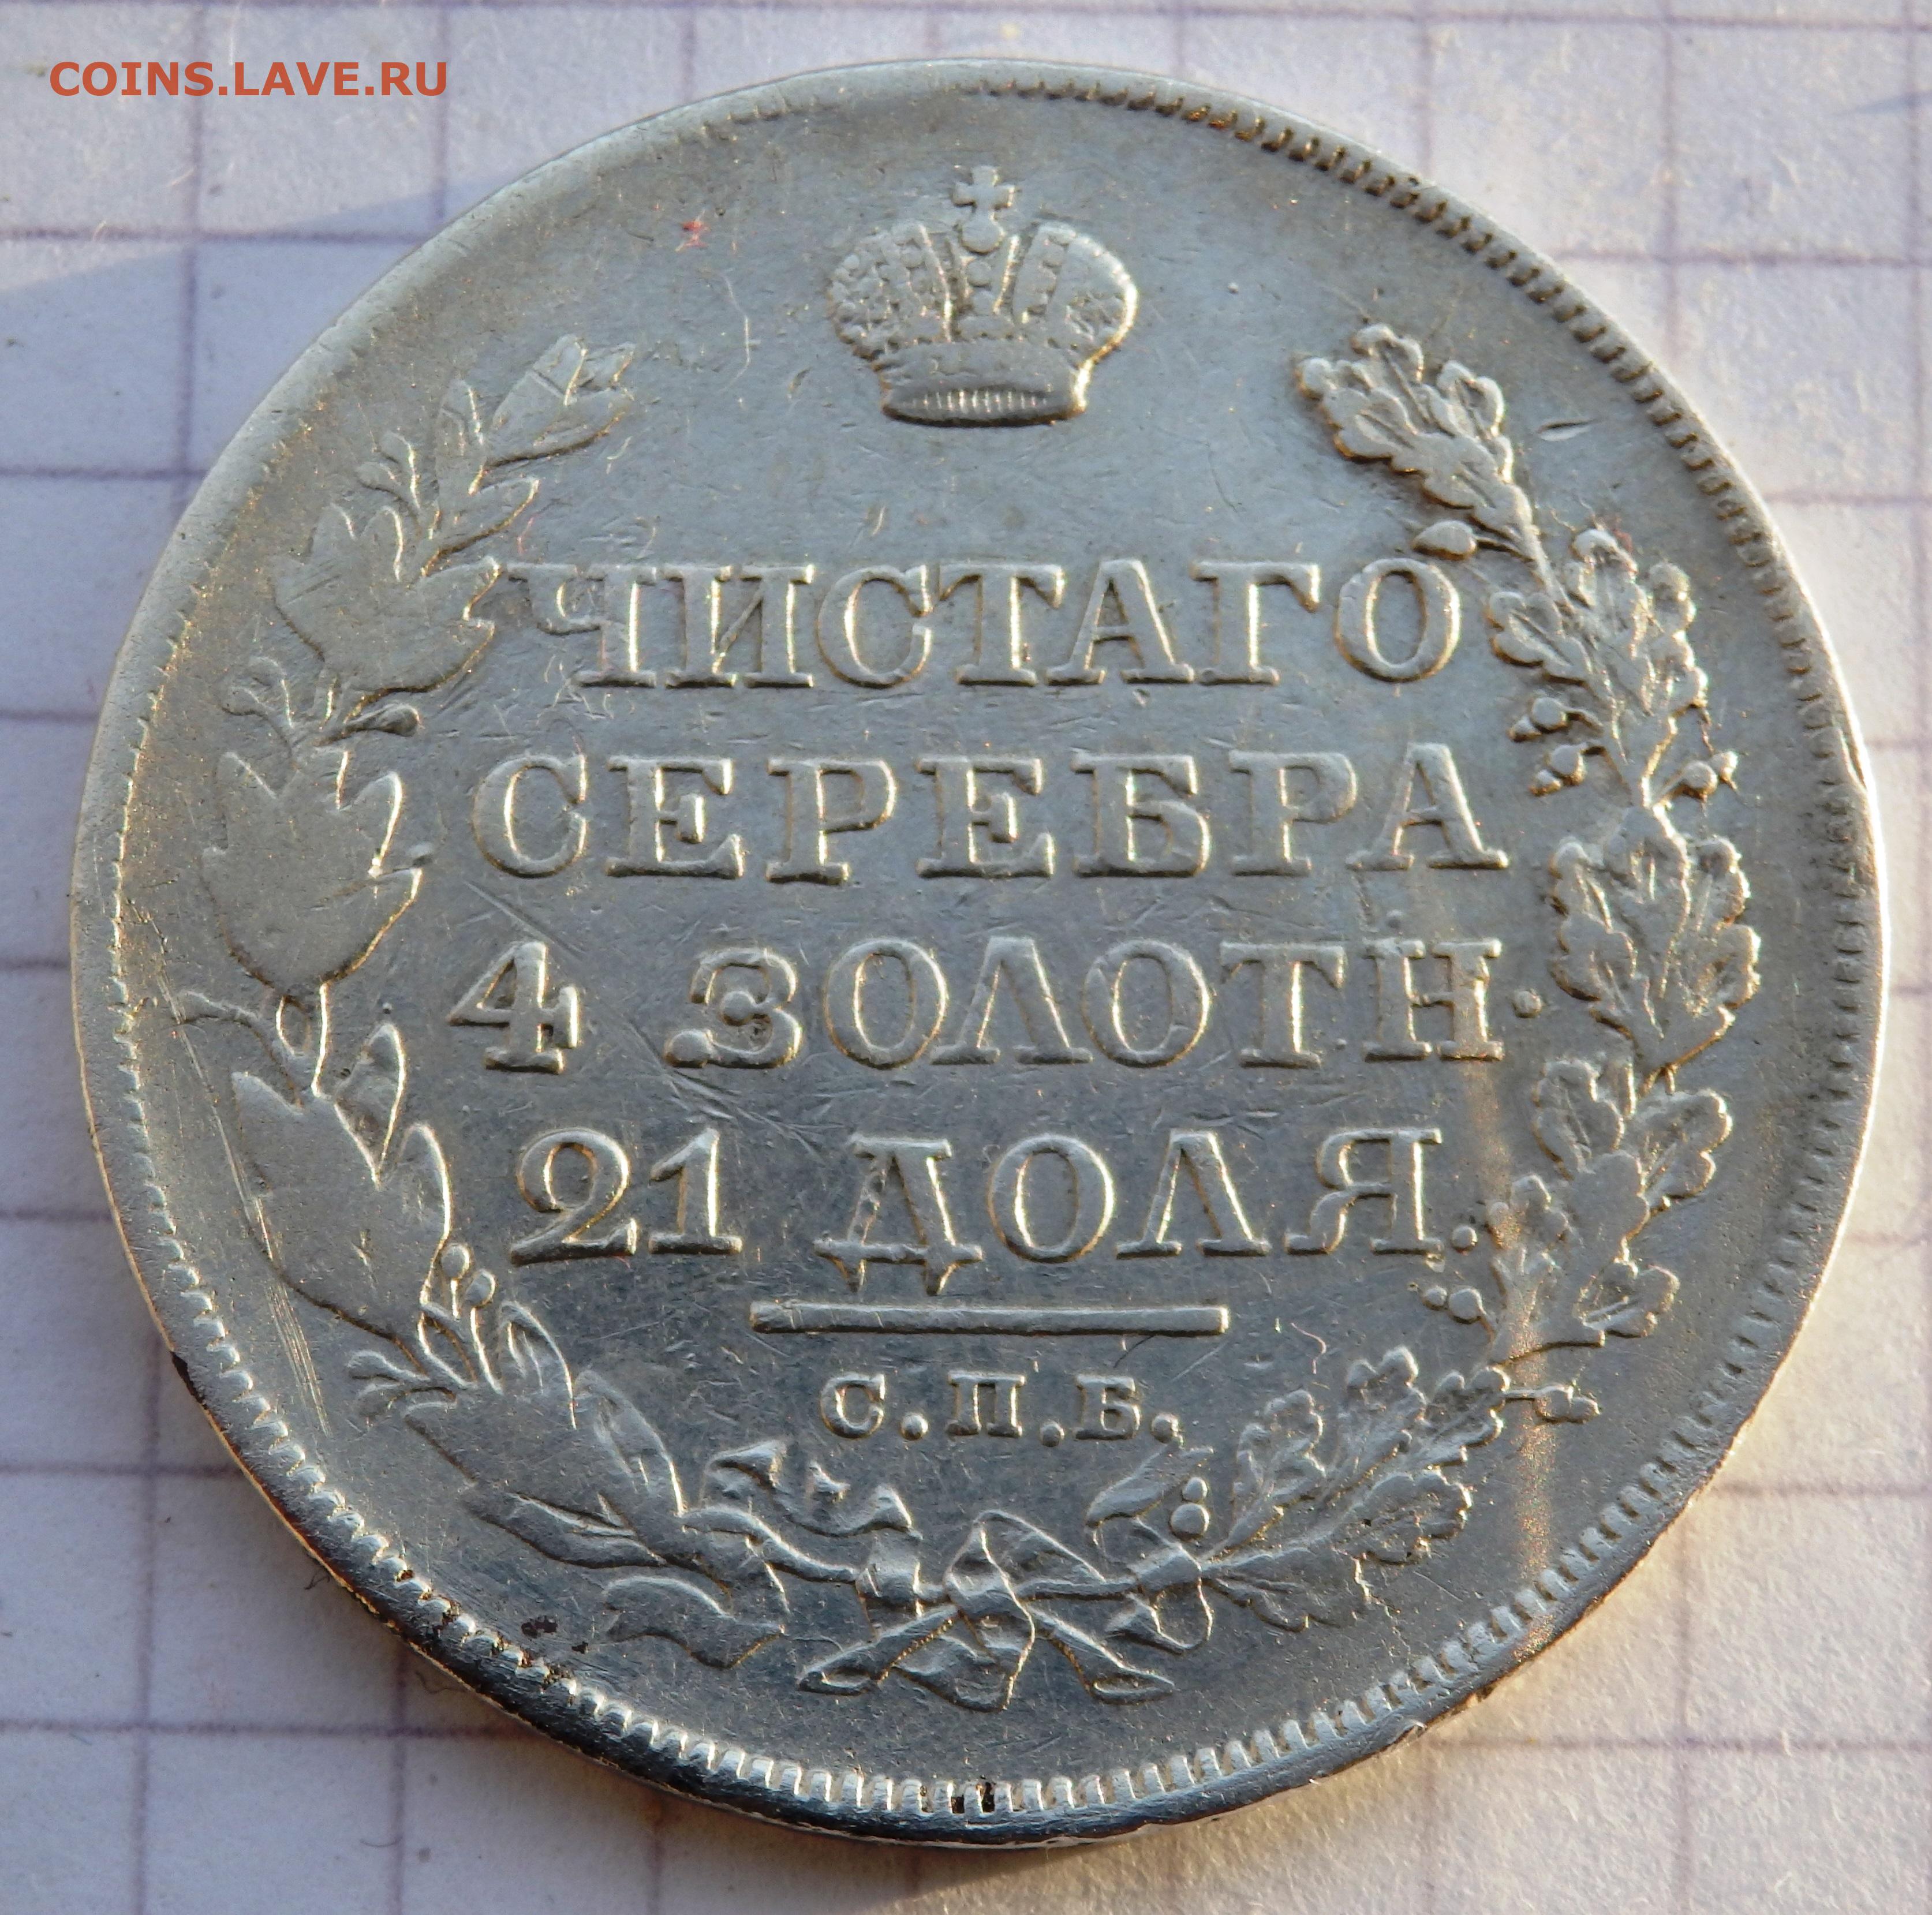 COINS.LAVE.RU
ЧИСТАГО
СЕРЕБРА
4 ЗОЛОТН.
21 ДОЛЯ.
С.П.Б.